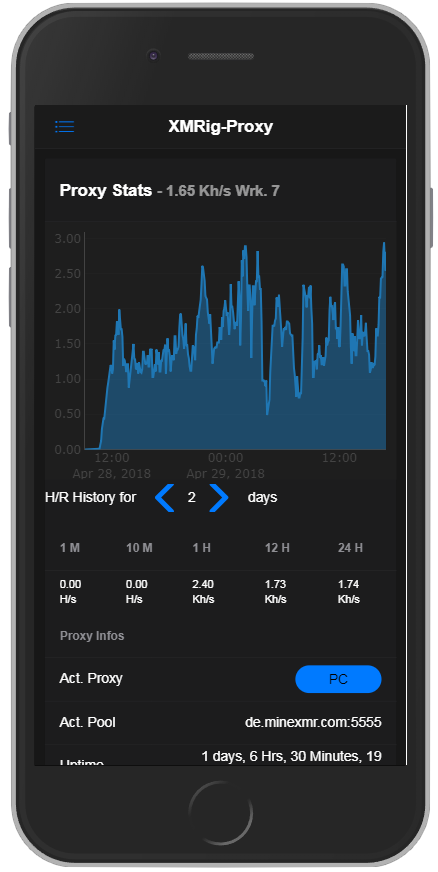 XMRig-Proxy
Proxy Stats - 1.65 Kh/s Wrk. 7
3.00
2.50
2.00
1.50
1.00
0.50
0.00
12:00 00:00 12:00
Apr 28, 2018 Apr 29, 2018
H/R History for 2 days
1 M 10 M 1 H 12 H 24 H
0.00 0.00 2.40 1.73 1.74
H/s H/s Kh/s Kh/s Kh/s
Proxy Infos
Act. Proxy PC
Act. Pool de.minexmr.com:5555
Uptime 1 days, 6 Hrs, 30 Minutes, 19